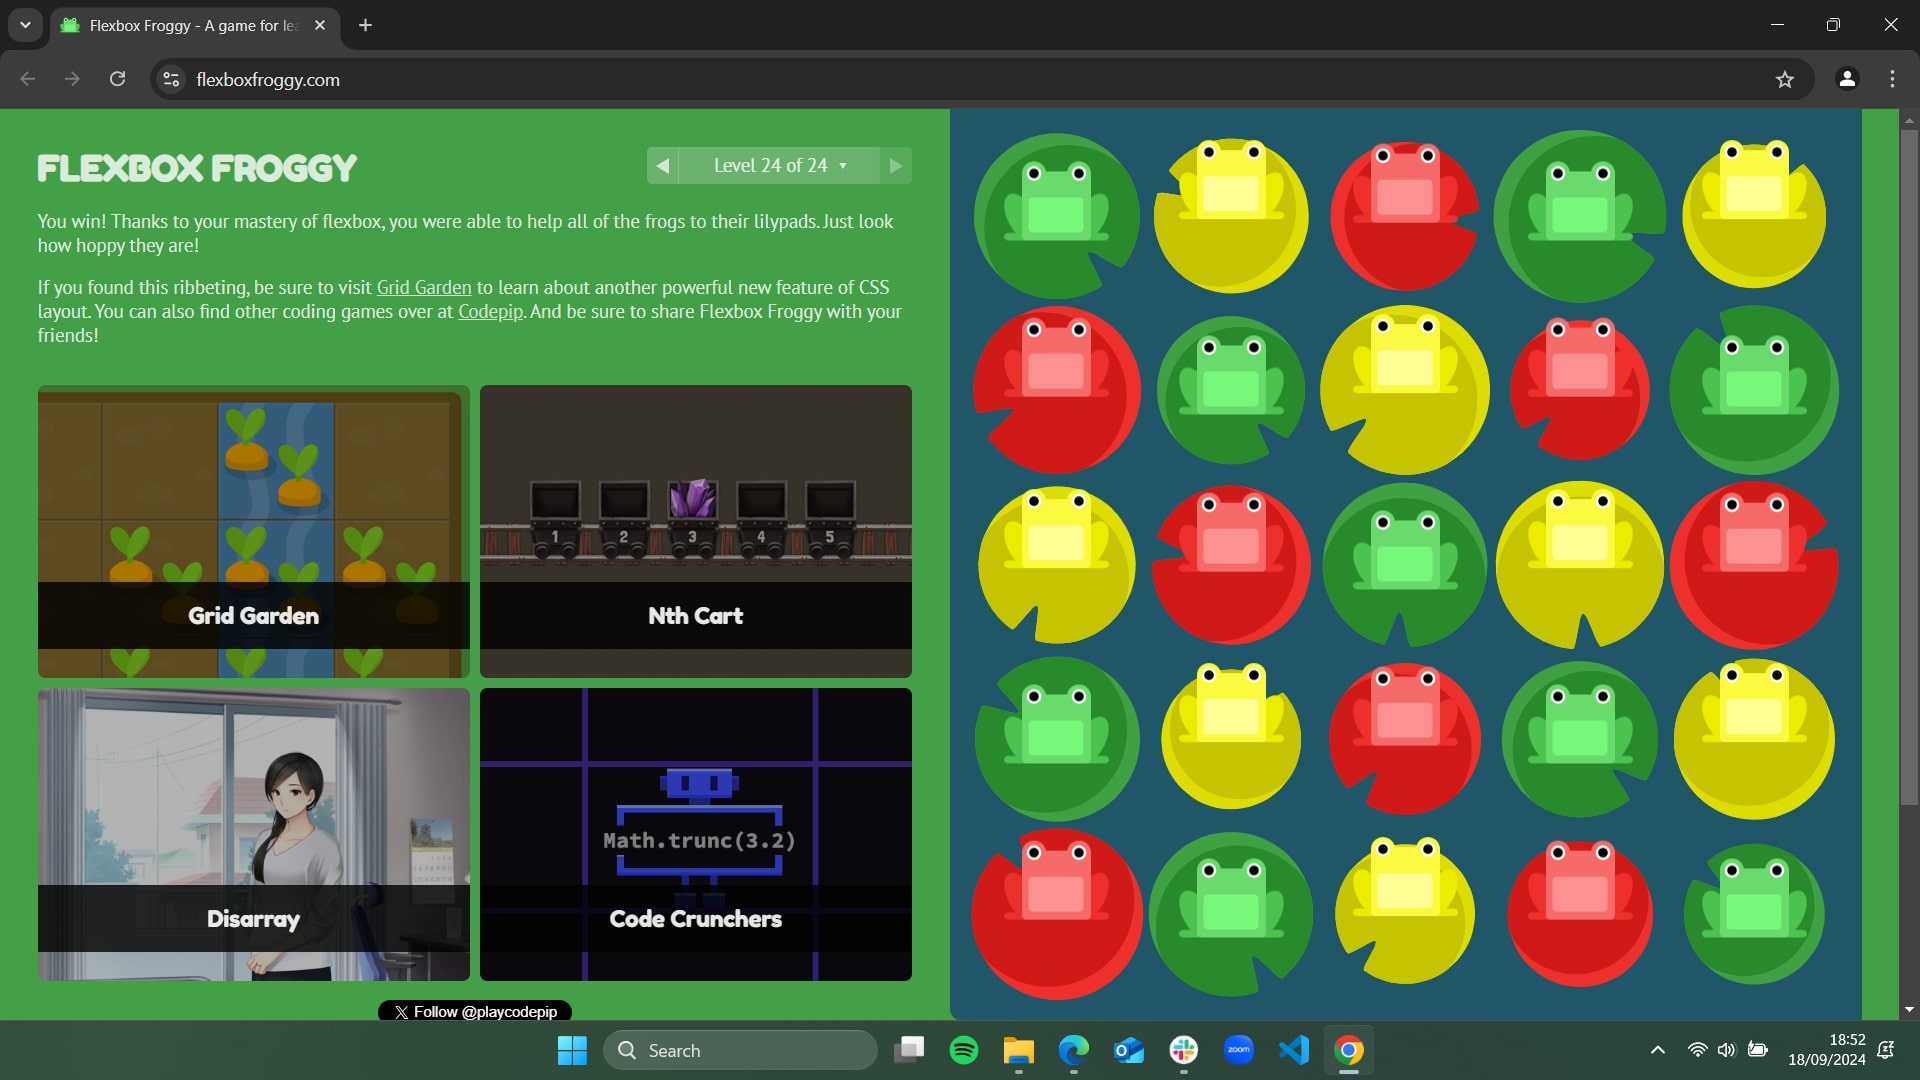 Flexbox Froggy - A game for le
flexboxfroggy.com
FLEXBOX FROGGY
Level 24 of 24
You win! Thanks to your mastery of flexbox, you were able to help all of the frogs to their lilypads. Just look
how hoppy they are!
If you found this ribbeting, be sure to visit Grid Garden to learn about another powerful new feature of CSS
layout. You can also find other coding games over at Codepip. And be sure to share Flexbox Froggy with your
friends!
Grid Garden
1 2 3 4 5
Nth Cart
Disarray
Math.trunc(3.2)
Code Crunchers
X Follow @playcodepip
Search
zoom
18:52
18/09/2024